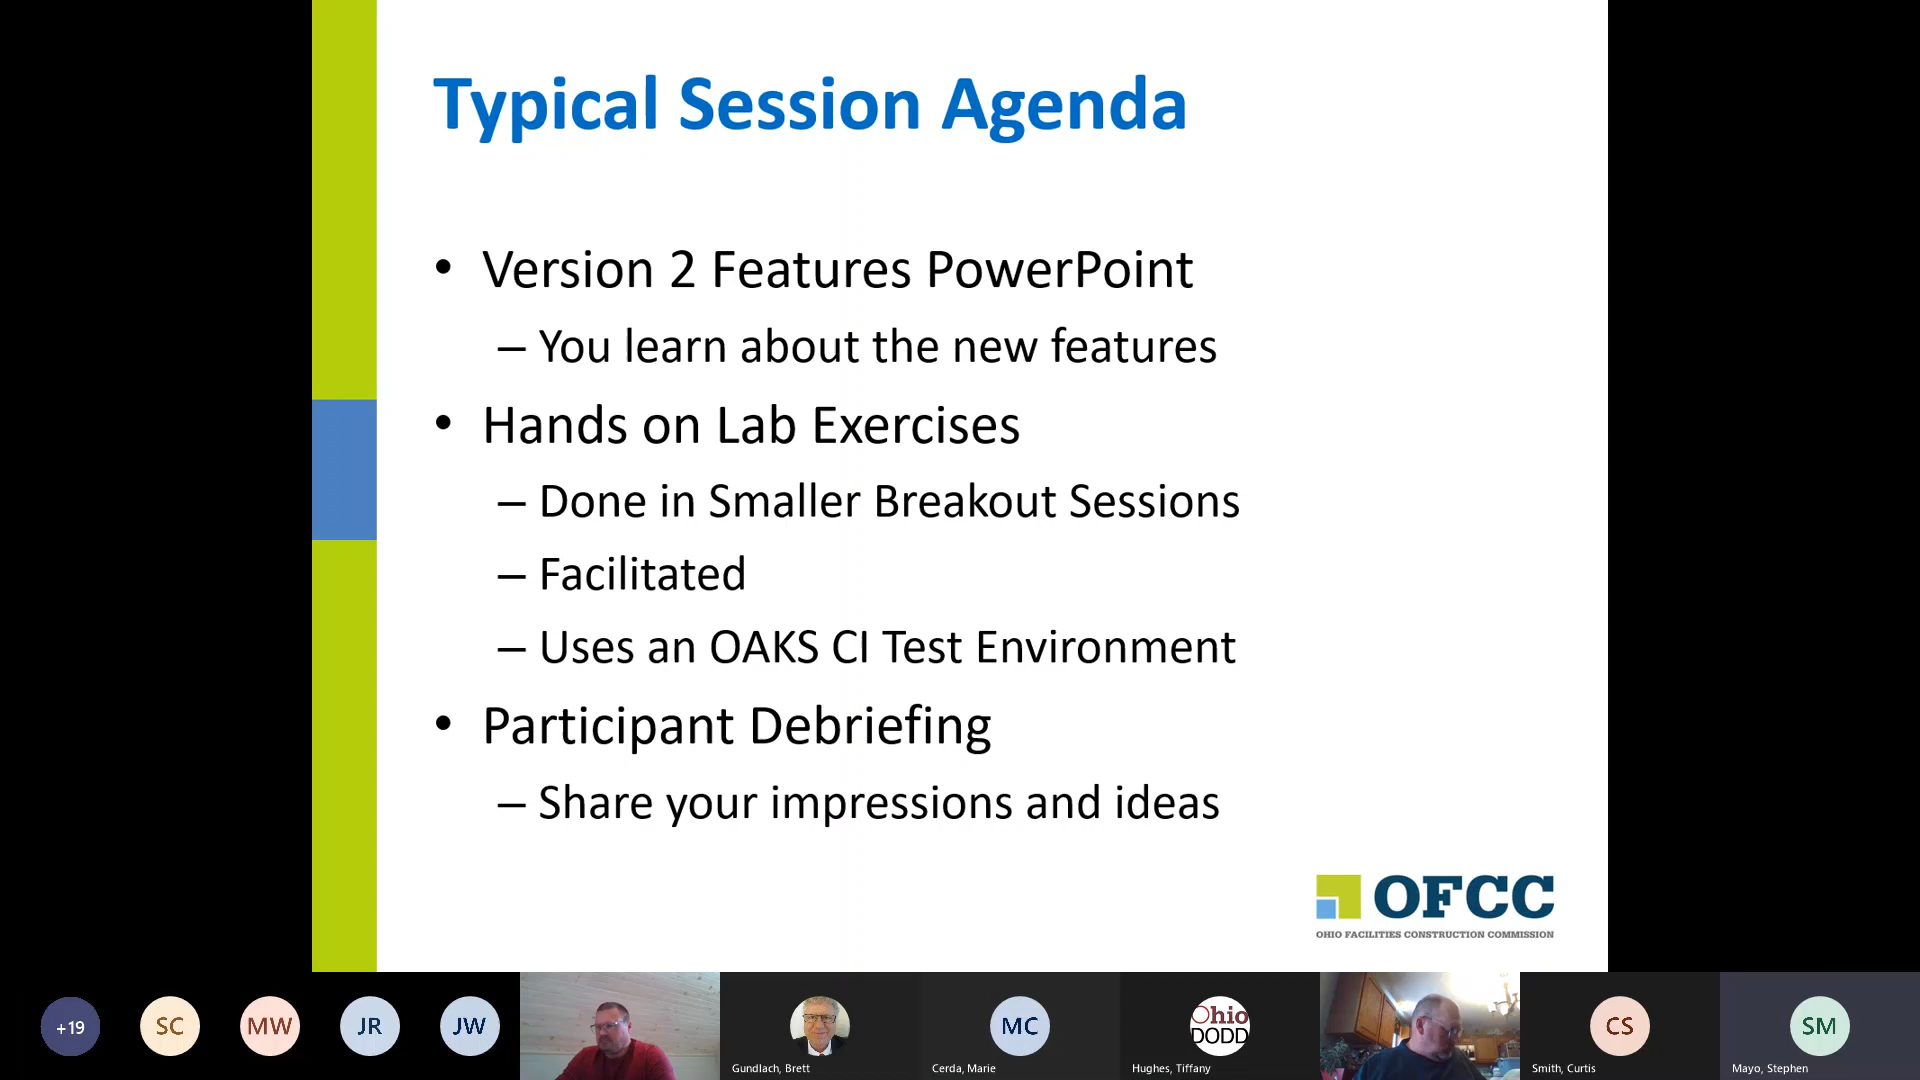 Typical Session Agenda
• Version 2 Features PowerPoint
– You learn about the new features
• Hands on Lab Exercises
– Done in Smaller Breakout Sessions
– Facilitated
– Uses an OAKS CI Test Environment
• Participant Debriefing
– Share your impressions and ideas
OFCC
OHIO FACILITIES CONSTRUCTION COMMISSION
+19
SC
MW
JR
JW
Gundlach, Brett
MC
Cerda, Marie
Ohio
DODD
Hughes, Tiffany
CS
Smith, Curtis
SM
Mayo, Stephen